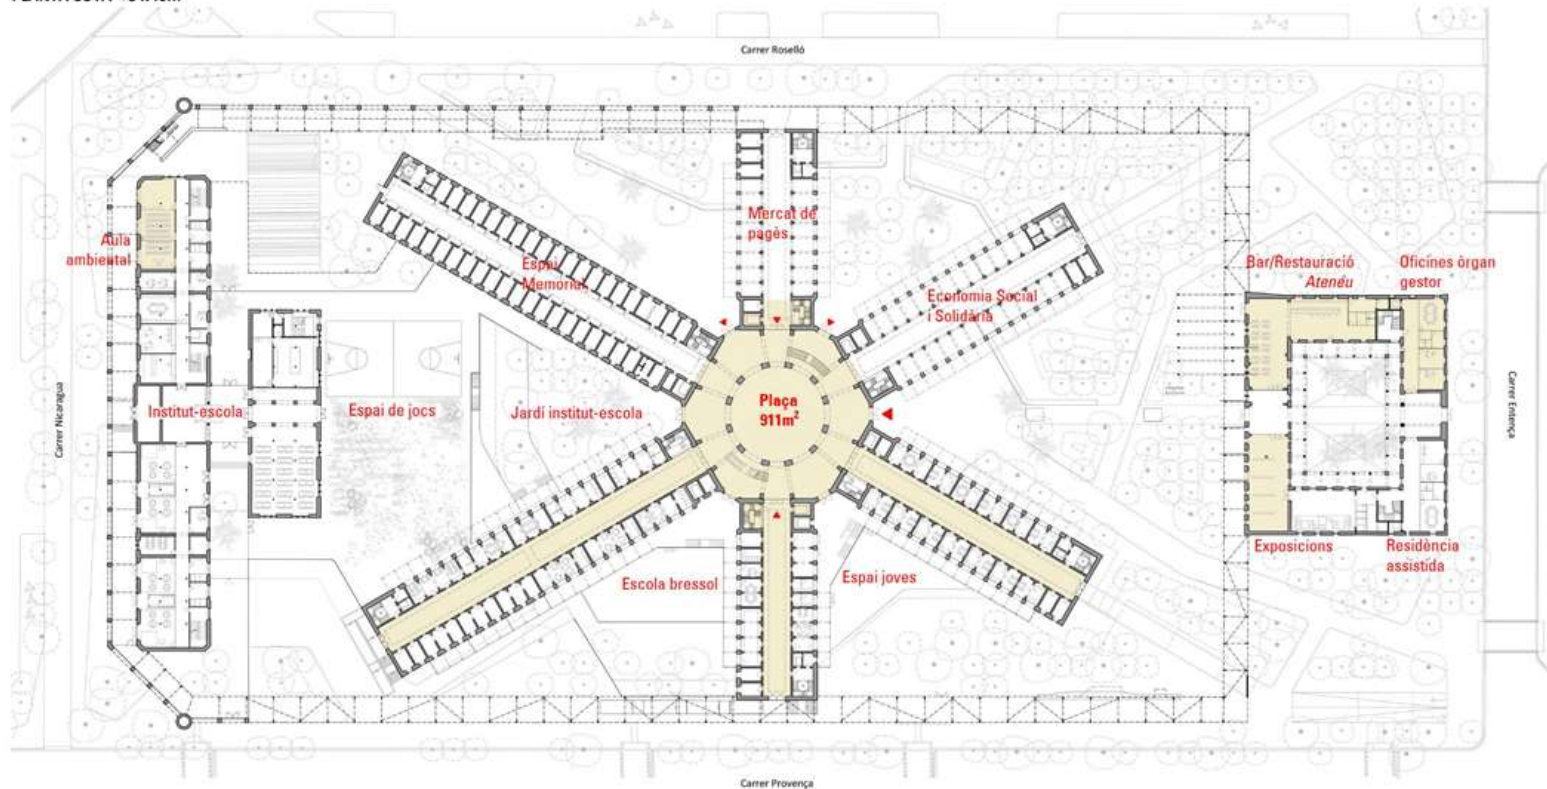 Carrer Roselló
Mercat de
pagès
Aula
ambiental
Espai
Memorial
Economia Social
i Solidària
Bar/Restauració
Ateneu
Oficines òrgan
gestor
Carrer Nicaragua
Institut-escola
Espai de jocs
Jardí institut-escola
Plaça
911m²
Carrer Entença
Escola bressol
Espai joves
Exposicions
Residència
assistida
Carrer Provença